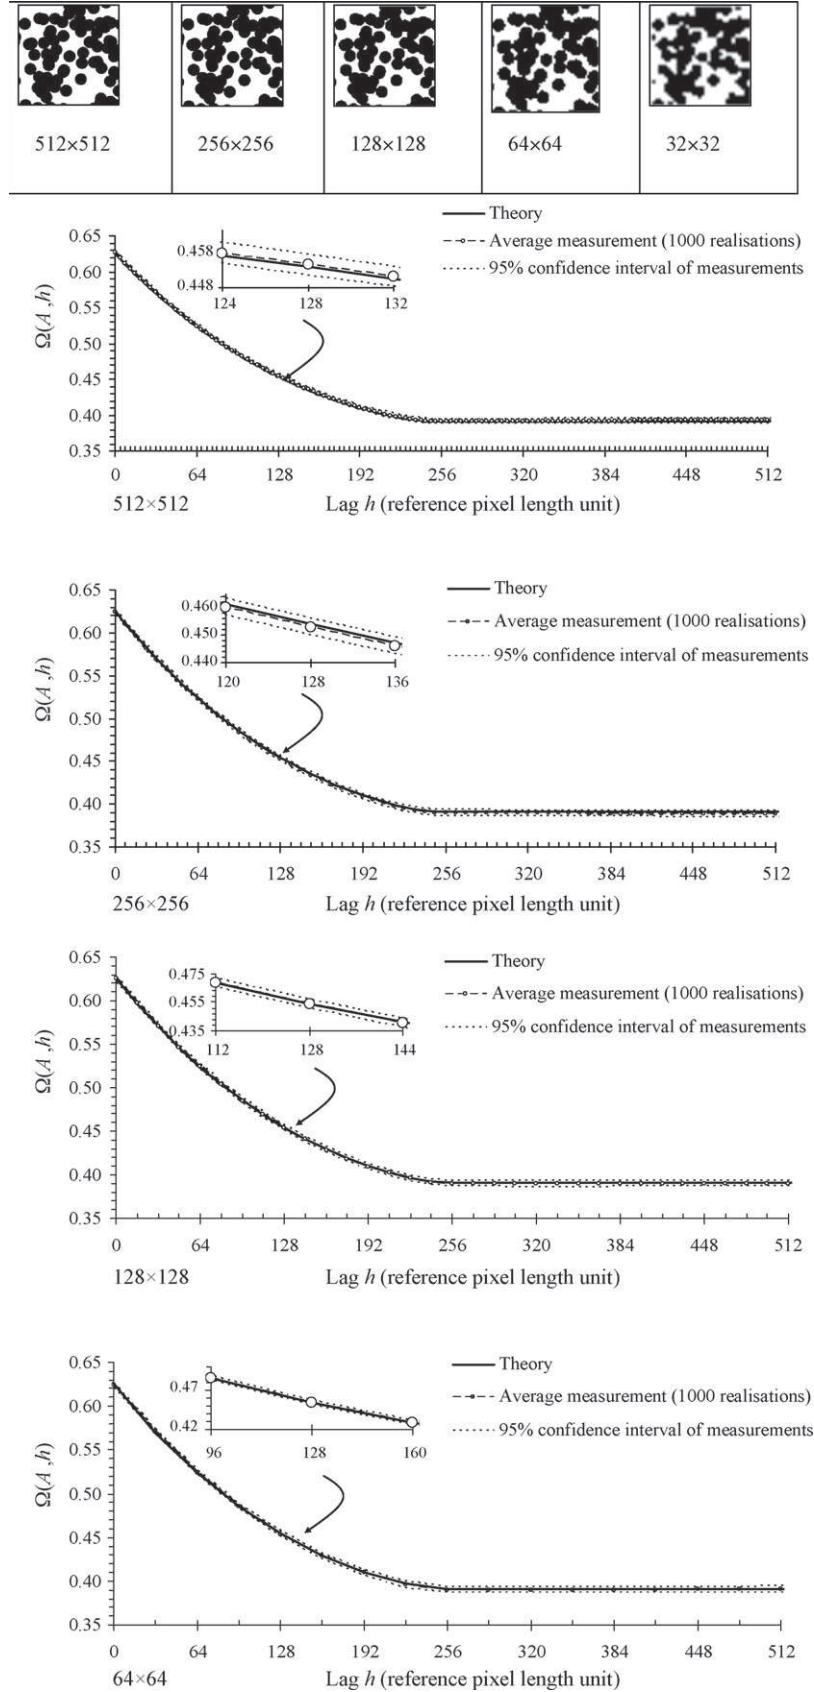 512×512 256×256 128×128 64×64 32×32
Theory
Average measurement (1000 realisations)
95% confidence interval of measurements
0.65
0.60
0.55
0.50
0.45
0.40
0.35
Ω(A ,h)
0.458
0.448
124 128 132
0 64 128 192 256 320 384 448 512
512×512 Lag h (reference pixel length unit)
Theory
Average measurement (1000 realisations)
95% confidence interval of measurements
0.65
0.60
0.55
0.50
0.45
0.40
0.35
Ω(A ,h)
0.460
0.450
0.440
120 128 136
0 64 128 192 256 320 384 448 512
256×256 Lag h (reference pixel length unit)
Theory
Average measurement (1000 realisations)
95% confidence interval of measurements
0.65
0.60
0.55
0.50
0.45
0.40
0.35
Ω(A ,h)
0.475
0.455
0.435
112 128 144
0 64 128 192 256 320 384 448 512
128×128 Lag h (reference pixel length unit)
Theory
Average measurement (1000 realisations)
95% confidence interval of measurements
0.65
0.60
0.55
0.50
0.45
0.40
0.35
Ω(A ,h)
0.47
0.42
96 128 160
0 64 128 192 256 320 384 448 512
64×64 Lag h (reference pixel length unit)